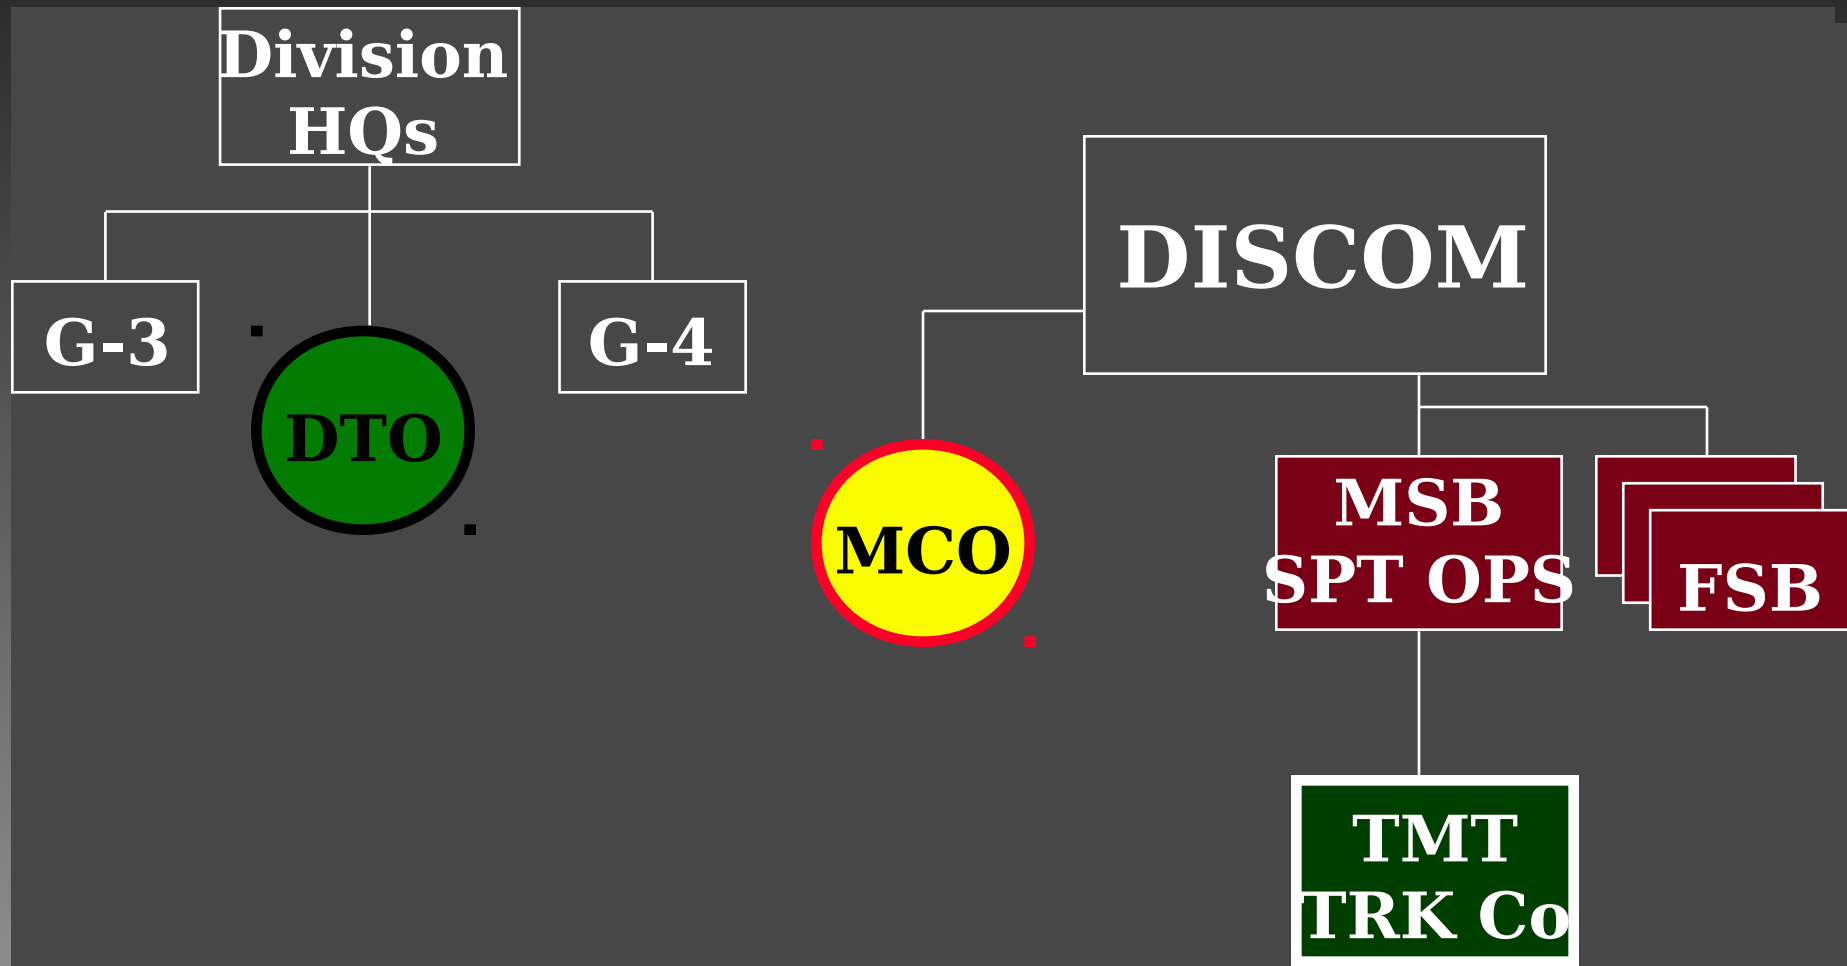 Division
HQs
DISCOM
G-3
G-4
DTO
MCO
MSB
SPT OPS
FSB
TMT
TRK Co